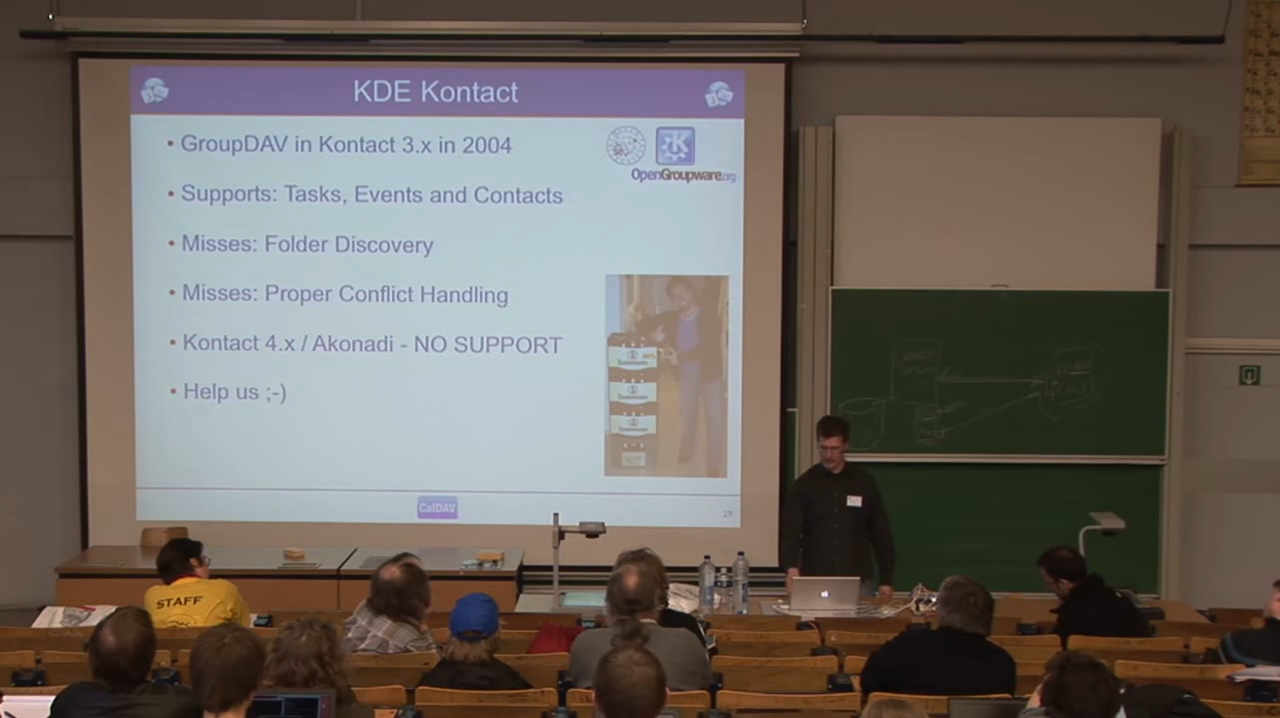 KDE Kontact
• GroupDAV in Kontact 3.x in 2004
OpenGroupware.org
• Supports: Tasks, Events and Contacts
• Misses: Folder Discovery
• Misses: Proper Conflict Handling
• Kontact 4.x / Akonadi - NO SUPPORT
• Help us ;-)
CalDAV
STAFF